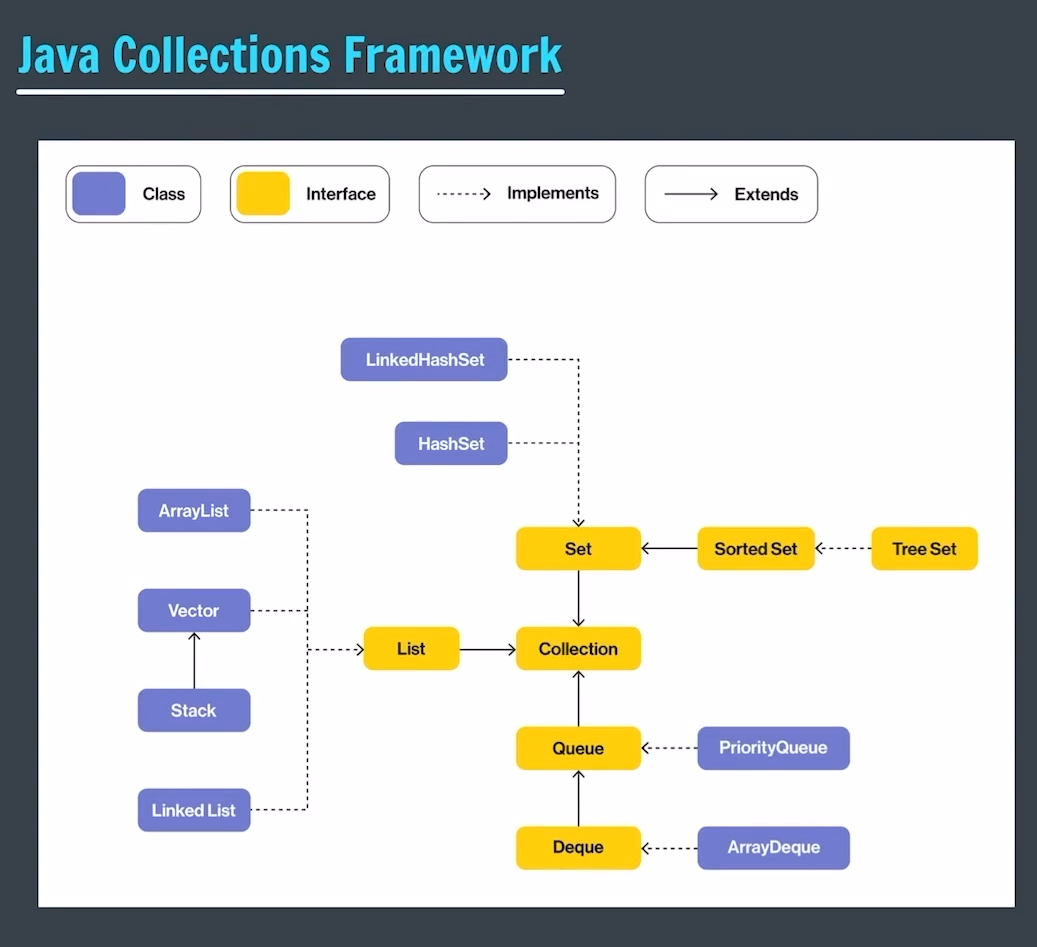 Java Collections Framework
Class
Interface
Implements
Extends
LinkedHashSet
HashSet
ArrayList
Set
Sorted Set
Tree Set
Vector
List
Collection
Stack
Queue
PriorityQueue
Linked List
Deque
ArrayDeque